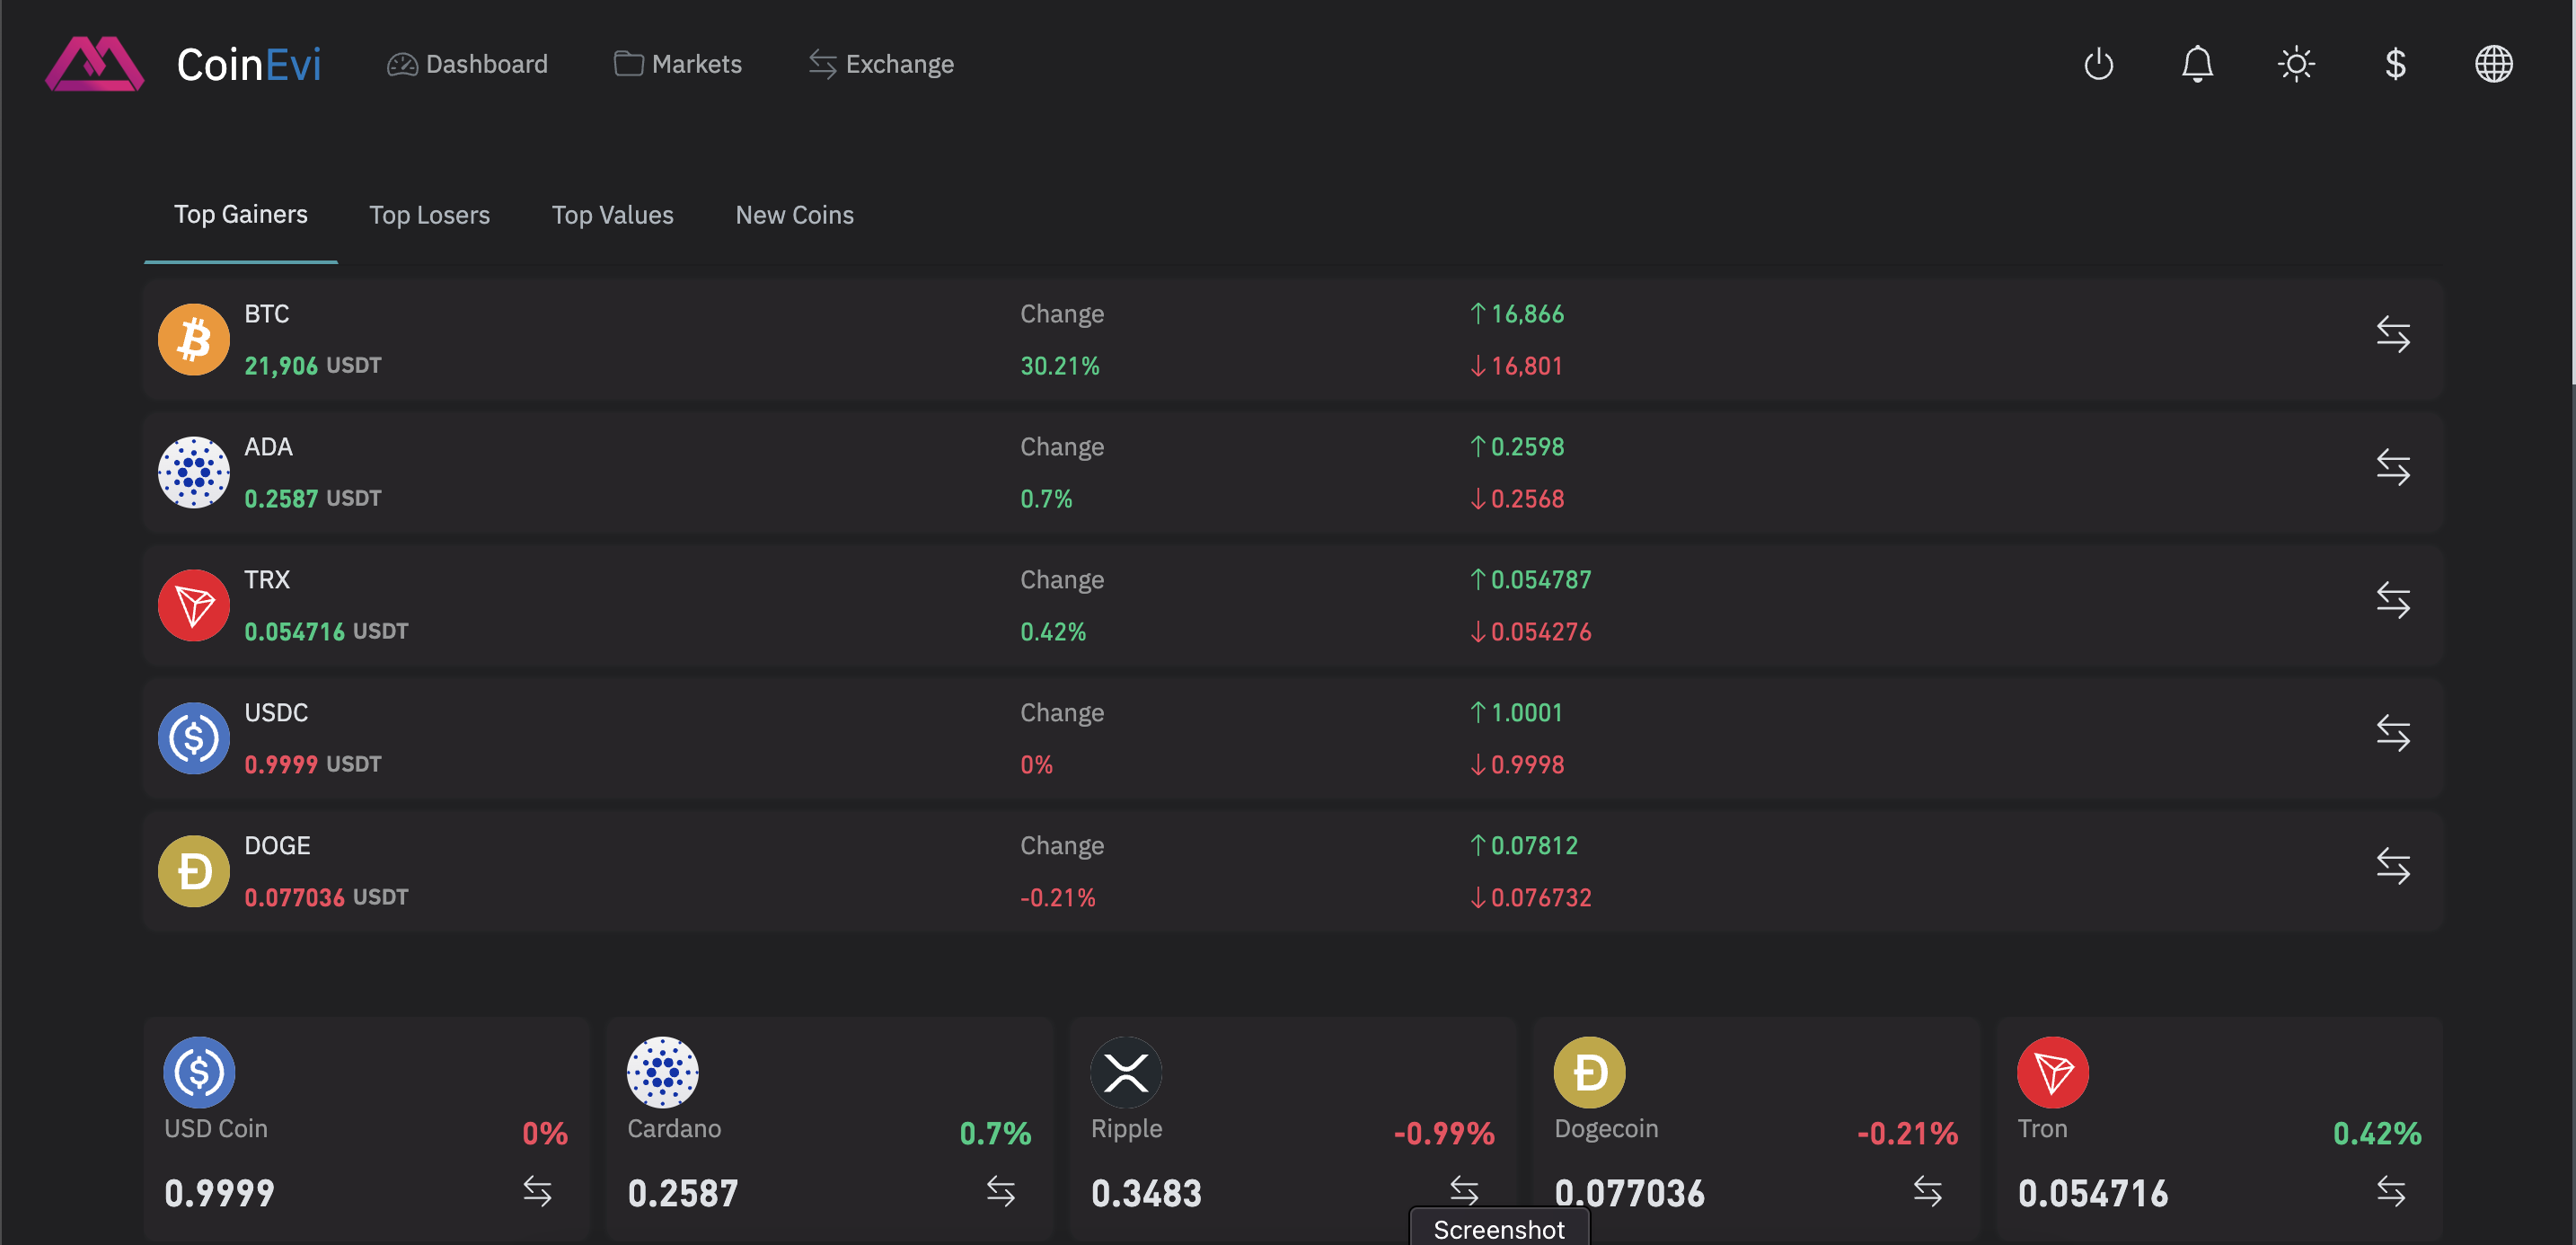 CoinEvi Dashboard Markets Exchange $
Top Gainers Top Losers Top Values New Coins
BTC Change ↑16,866
21,906 USDT 30.21% ↓16,801
ADA Change ↑0.2598
0.2587 USDT 0.7% ↓0.2568
TRX Change ↑0.054787
0.054716 USDT 0.42% ↓0.054276
USDC Change ↑1.0001
0.9999 USDT 0% ↓0.9998
DOGE Change ↑0.07812
0.077036 USDT -0.21% ↓0.076732
USD Coin 0% Cardano 0.7% Ripple -0.99% Dogecoin -0.21% Tron 0.42%
0.9999 0.2587 0.3483 0.077036 0.054716
Screenshot